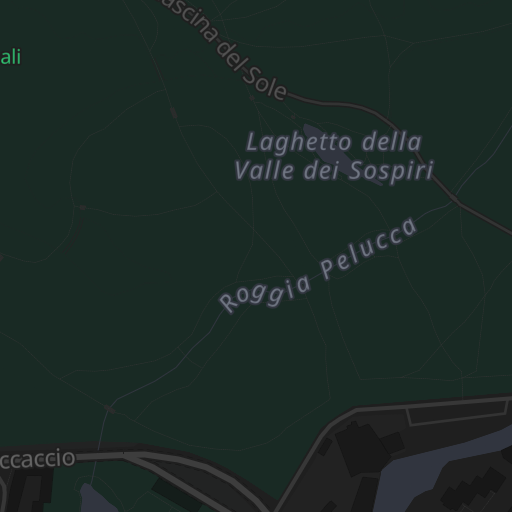 ascina del Sole
ali
Laghetto della
Valle dei Sospiri
Roggia Pelucca
ccaccio